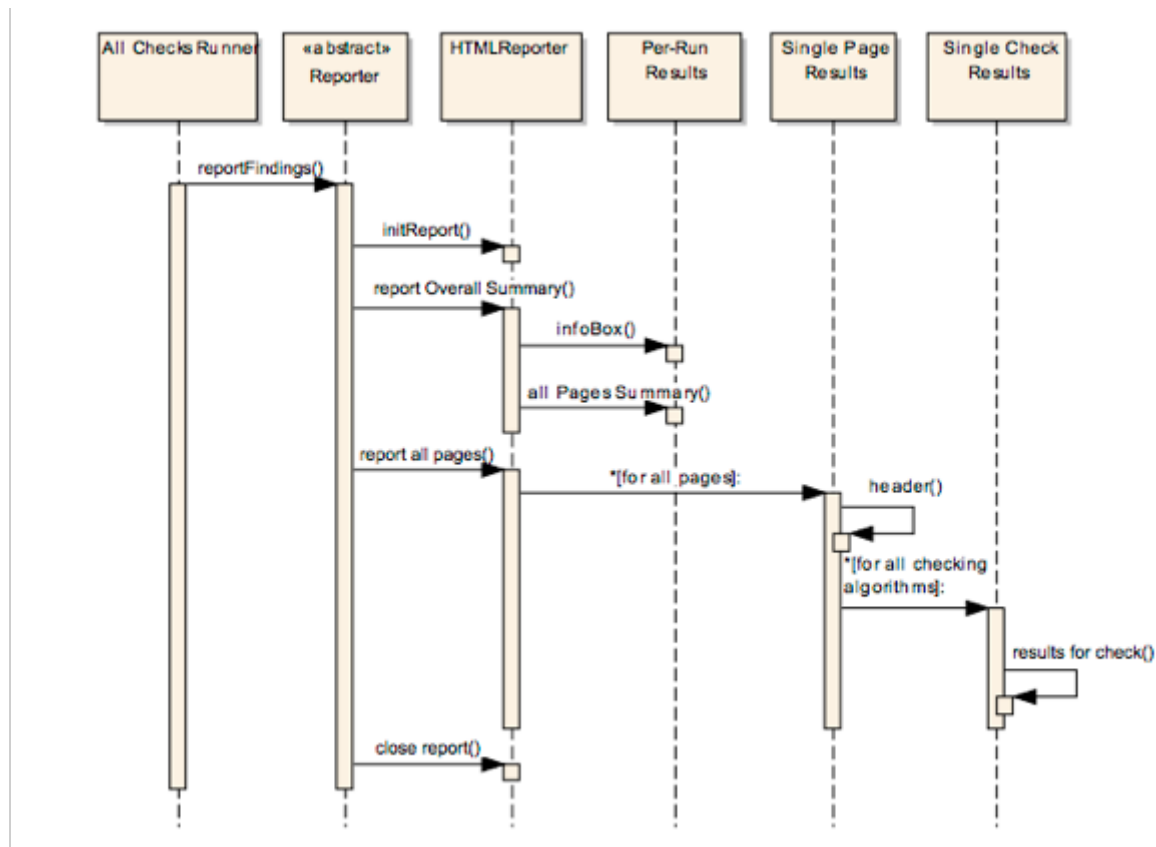 All Checks Runner
«abstract»
Reporter
HTMLReporter
Per-Run
Results
Single Page
Results
Single Check
Results
reportFindings()
initReport()
report Overall Summary()
infoBox()
all Pages Summary()
report all pages()
*[for all pages]:
header()
*[for all checking
algorithms]:
results for check()
close report()